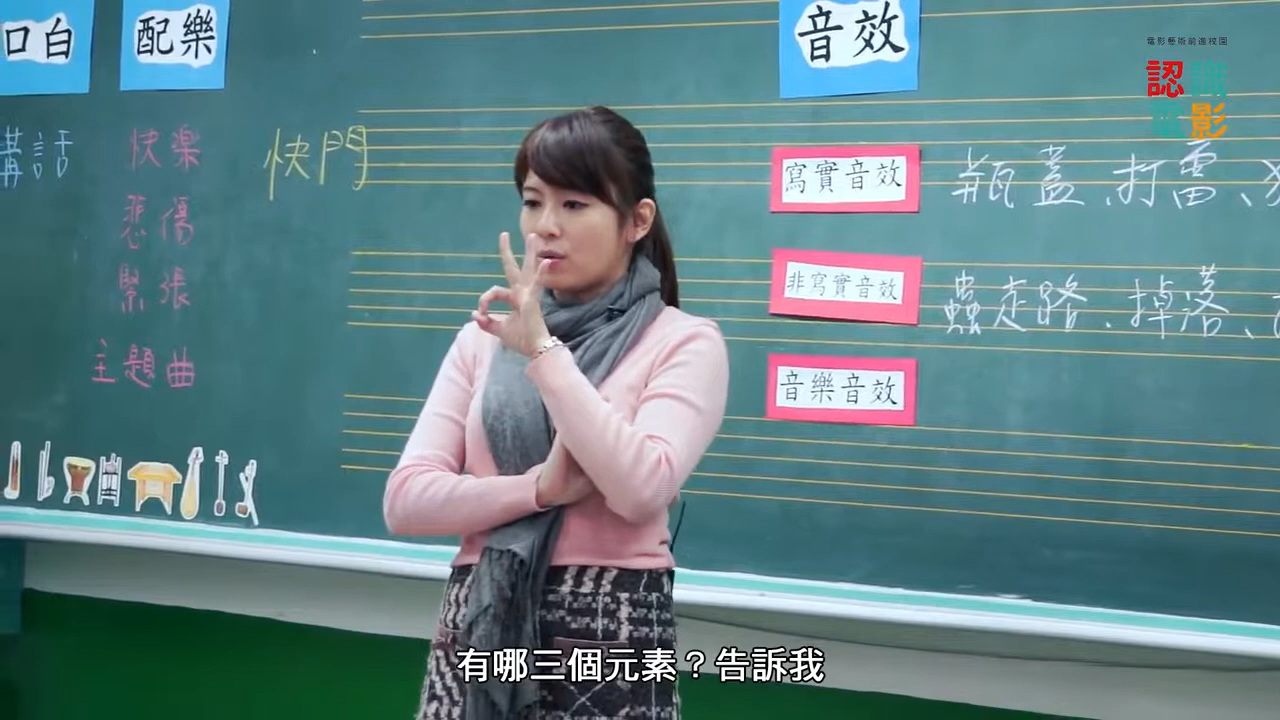 口白
配樂
音效
電影藝術前進校園
認識
電影
講話
快樂
悲傷
緊張
主題曲
快門
寫實音效
瓶蓋、打雷、
非寫實音效
蟲走路、掉落、
音樂音效
有哪三個元素？告訴我